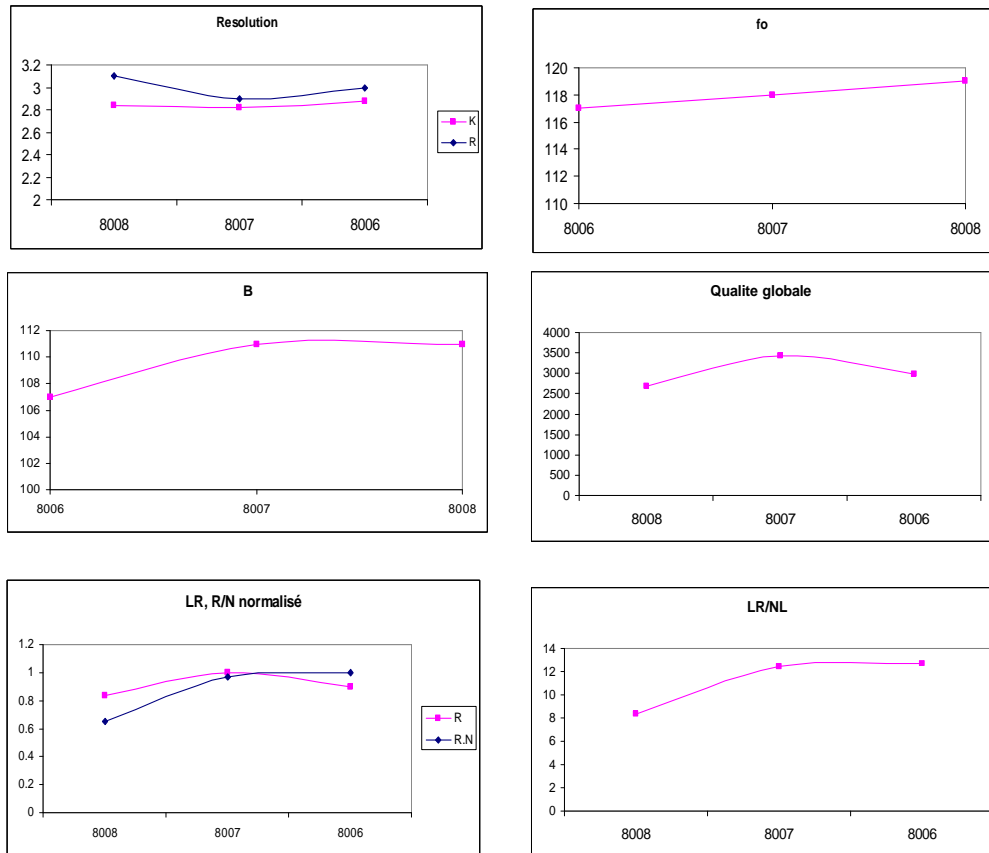 Resolution
3.2
3
2.8
2.6
2.4
2.2
2
8008 8007 8006
K
R
fo
120
118
116
114
112
110
8006 8007 8008
B
112
110
108
106
104
102
100
8006 8007 8008
Qualite globale
4000
3500
3000
2500
2000
1500
1000
500
0
8008 8007 8006
LR, R/N normalisé
1.2
1
0.8
0.6
0.4
0.2
0
8008 8007 8006
R
R.N
LR/NL
14
12
10
8
6
4
2
0
8008 8007 8006